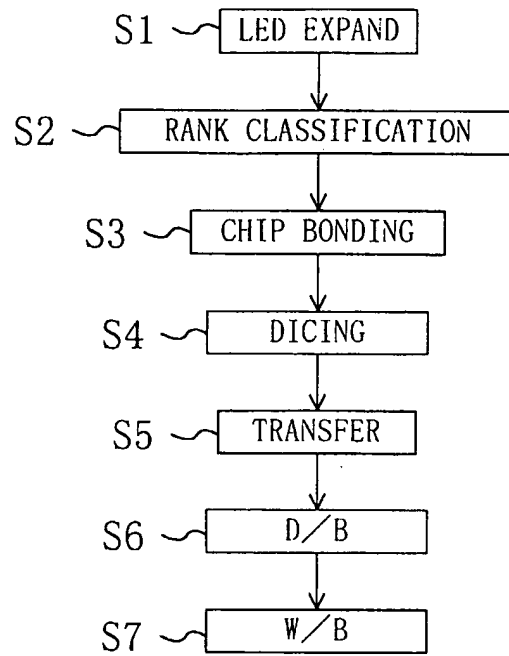 S1 LED EXPAND
S2 RANK CLASSIFICATION
S3 CHIP BONDING
S4 DICING
S5 TRANSFER
S6 D/B
S7 W/B